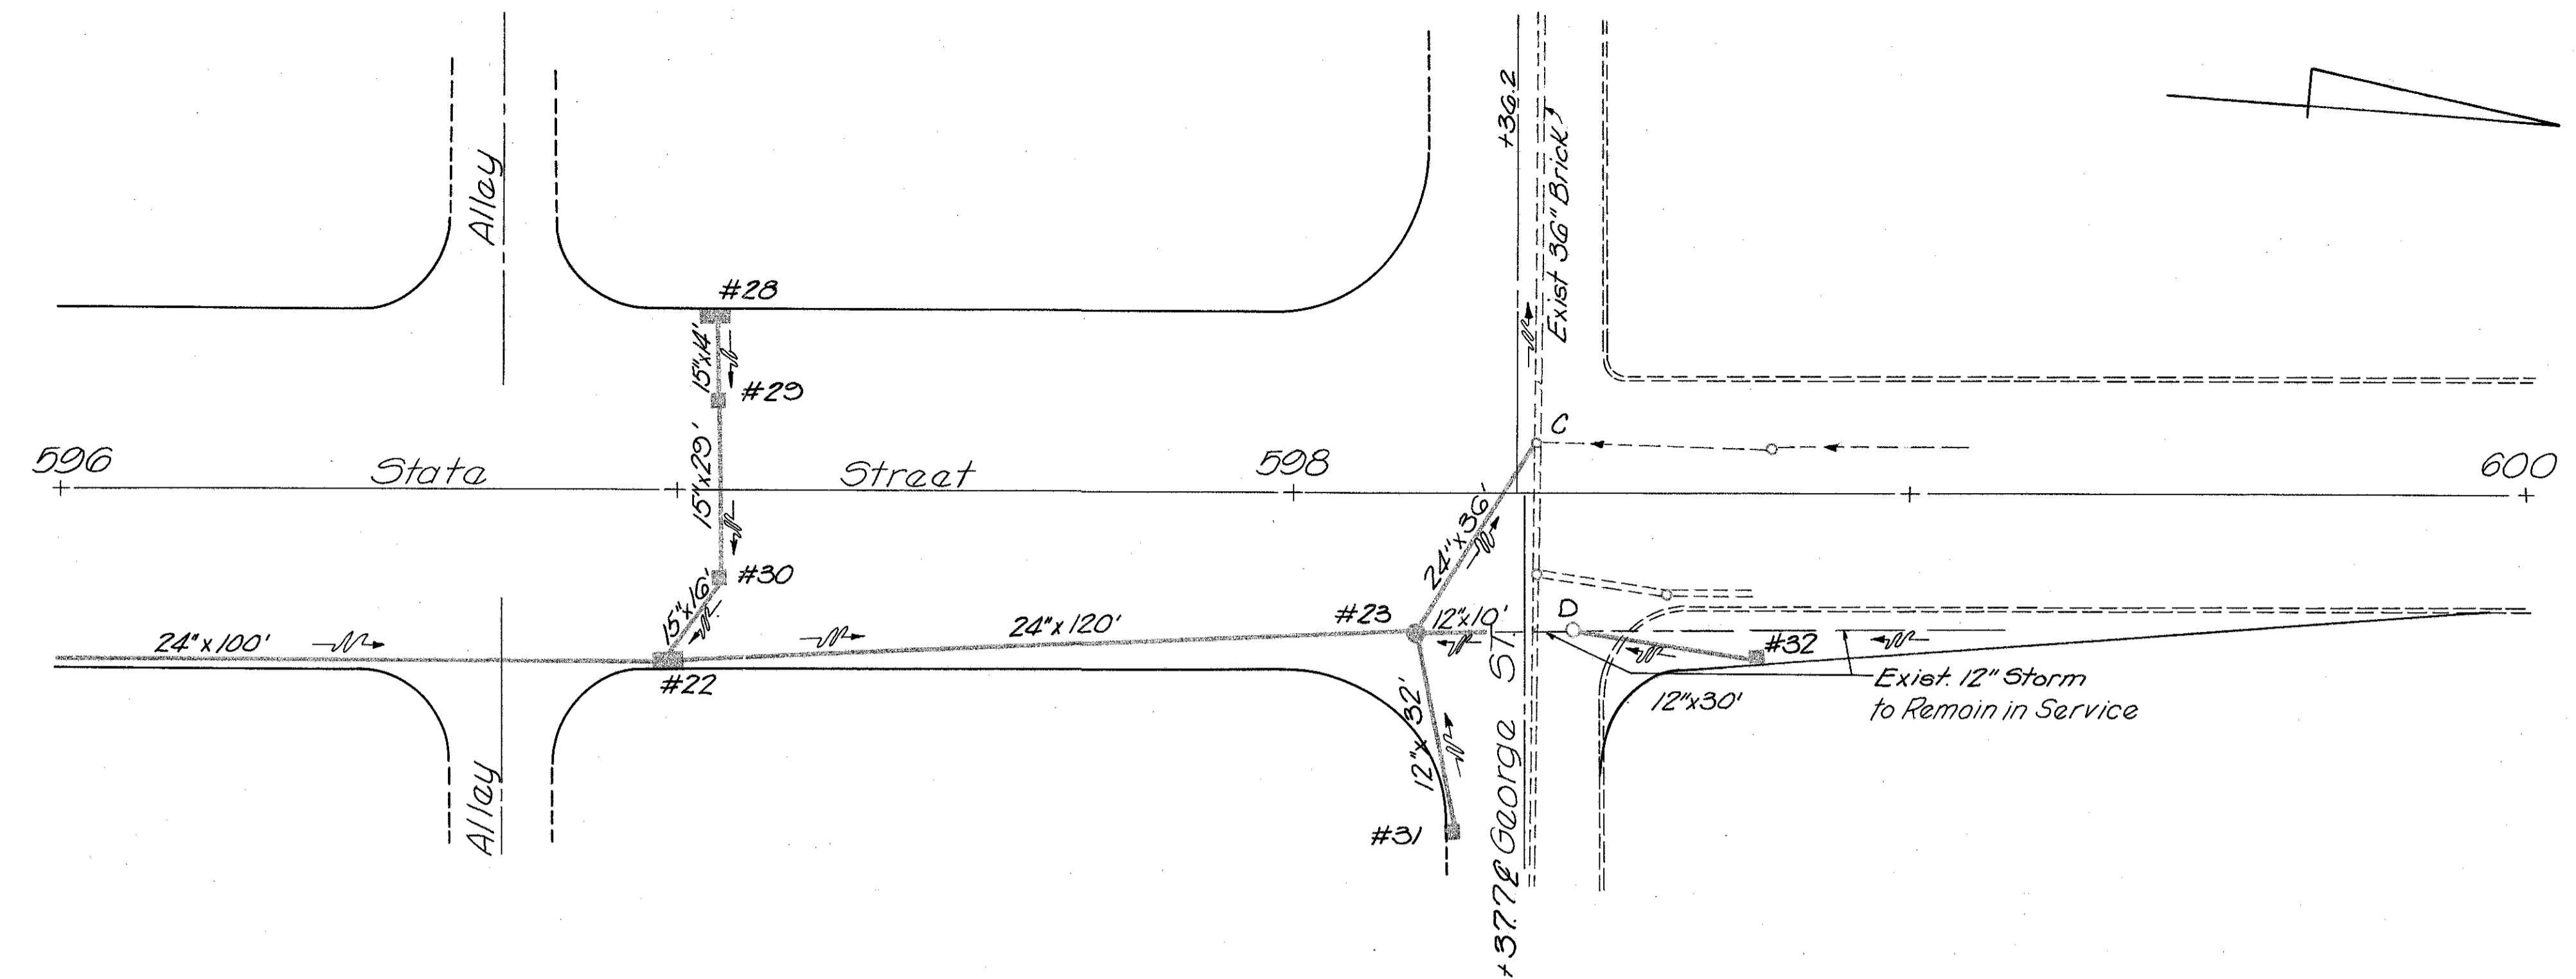 +36.2
Exist 36" Brick
Alley
#28
15"x14'
#29
596
State Street
15"x29'
598
C
600
24"x36'
#30
15"x16'
24"x100'
24"x120'
#23
12"x10'
D
#32
#22
12"x32'
12"x30'
Exist. 12" Storm
to Remain in Service
#31
Alley
+37.7 ℄ George ST.